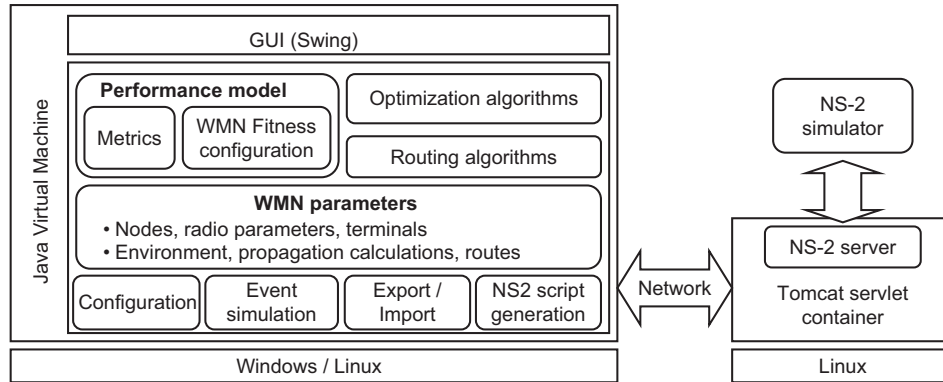 Java Virtual Machine
GUI (Swing)
Performance model
Metrics
WMN Fitness
configuration
Optimization algorithms
Routing algorithms
WMN parameters
• Nodes, radio parameters, terminals
• Environment, propagation calculations, routes
Configuration
Event
simulation
Export /
Import
NS2 script
generation
Windows / Linux
Network
NS-2
simulator
NS-2 server
Tomcat servlet
container
Linux